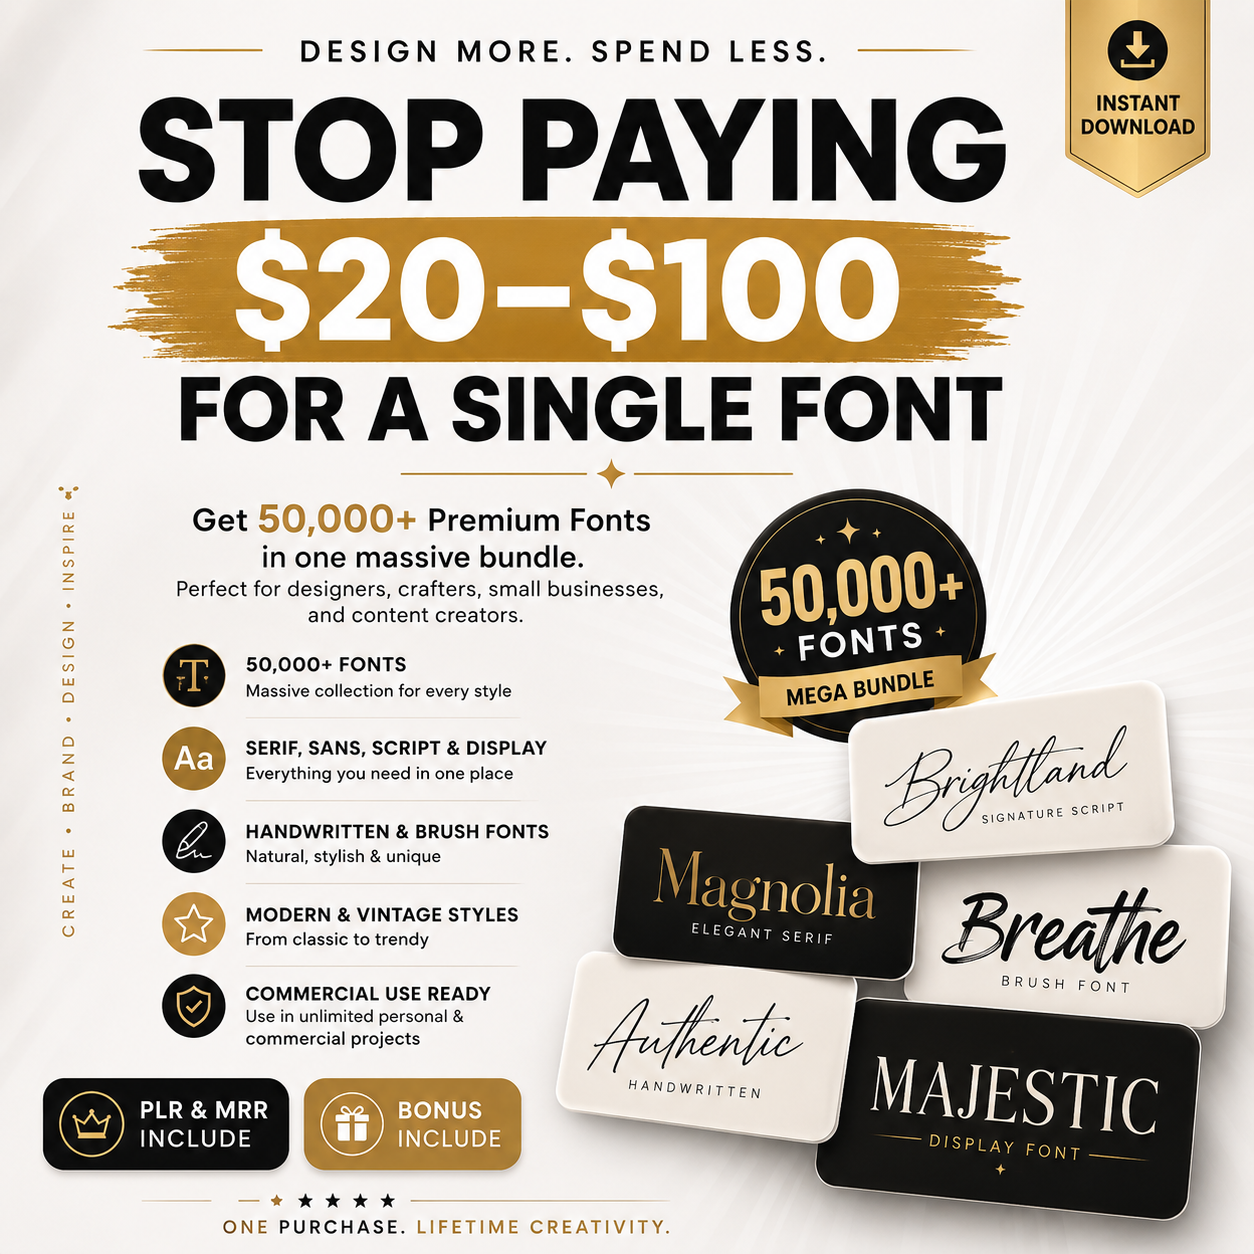 DESIGN MORE. SPEND LESS.
INSTANT
DOWNLOAD
STOP PAYING
$20–$100
FOR A SINGLE FONT
Get 50,000+ Premium Fonts
in one massive bundle.
Perfect for designers, crafters, small businesses,
and content creators.
CREATE • BRAND • DESIGN • INSPIRE
T
50,000+ FONTS
Massive collection for every style
Aa
SERIF, SANS, SCRIPT & DISPLAY
Everything you need in one place
HANDWRITTEN & BRUSH FONTS
Natural, stylish & unique
MODERN & VINTAGE STYLES
From classic to trendy
COMMERCIAL USE READY
Use in unlimited personal &
commercial projects
50,000+
FONTS
MEGA BUNDLE
Brightland
SIGNATURE SCRIPT
Magnolia
ELEGANT SERIF
Breathe
BRUSH FONT
Authentic
HANDWRITTEN
MAJESTIC
DISPLAY FONT
PLR & MRR
INCLUDE
BONUS
INCLUDE
ONE PURCHASE. LIFETIME CREATIVITY.